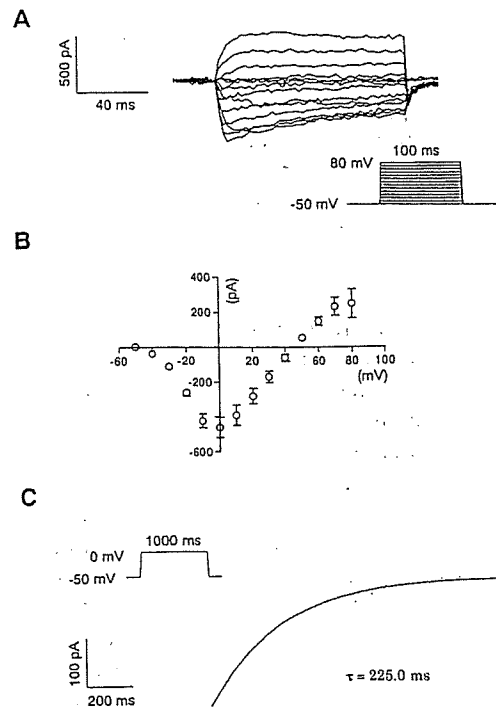 A
500 pA
40 ms
100 ms
80 mV
-50 mV
B
400
(pA)
200
-60
-20
20
40
60
80
100
(mV)
-200
-400
-600
C
1000 ms
0 mV
-50 mV
100 pA
200 ms
τ = 225.0 ms